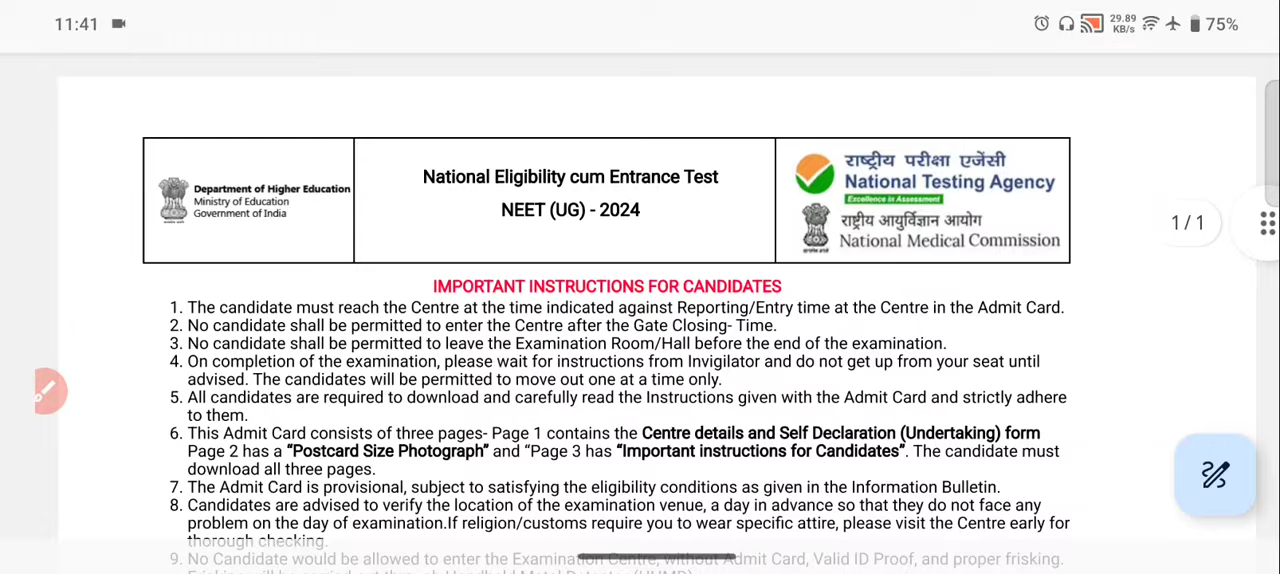 11:41
29.89
KB/s
75%
Department of Higher Education
Ministry of Education
Government of India
National Eligibility cum Entrance Test
NEET (UG) - 2024
राष्ट्रीय परीक्षा एजेंसी
National Testing Agency
Excellence in Assessment
राष्ट्रीय आयुर्विज्ञान आयोग
National Medical Commission
1 / 1
IMPORTANT INSTRUCTIONS FOR CANDIDATES
1. The candidate must reach the Centre at the time indicated against Reporting/Entry time at the Centre in the Admit Card.
2. No candidate shall be permitted to enter the Centre after the Gate Closing- Time.
3. No candidate shall be permitted to leave the Examination Room/Hall before the end of the examination.
4. On completion of the examination, please wait for instructions from Invigilator and do not get up from your seat until
advised. The candidates will be permitted to move out one at a time only.
5. All candidates are required to download and carefully read the Instructions given with the Admit Card and strictly adhere
to them.
6. This Admit Card consists of three pages- Page 1 contains the Centre details and Self Declaration (Undertaking) form
Page 2 has a “Postcard Size Photograph” and “Page 3 has “Important instructions for Candidates”. The candidate must
download all three pages.
7. The Admit Card is provisional, subject to satisfying the eligibility conditions as given in the Information Bulletin.
8. Candidates are advised to verify the location of the examination venue, a day in advance so that they do not face any
problem on the day of examination.If religion/customs require you to wear specific attire, please visit the Centre early for
thorough checking.
9. No Candidate would be allowed to enter the Examination Centre, without Admit Card, Valid ID Proof, and proper frisking.